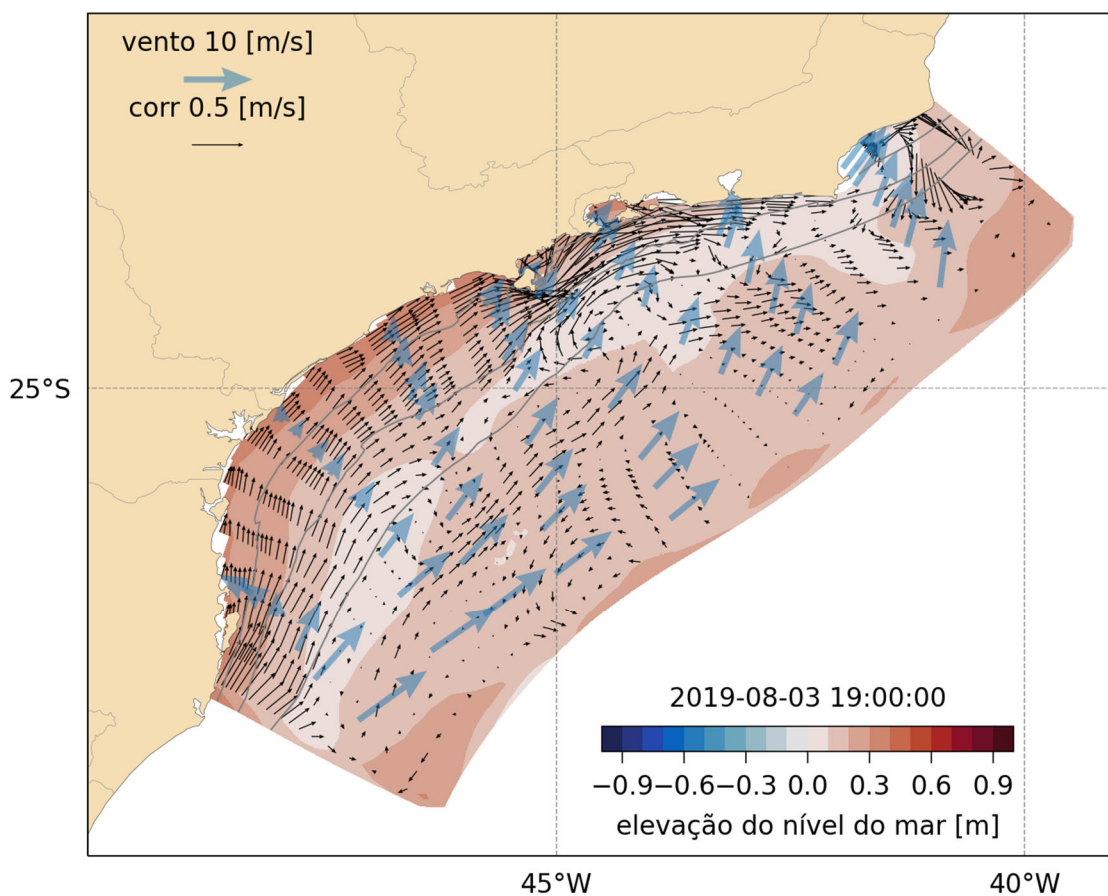 vento 10 [m/s]
corr 0.5 [m/s]
25°S
2019-08-03 19:00:00
−0.9 −0.6 −0.3 0.0 0.3 0.6 0.9
elevação do nível do mar [m]
45°W 40°W